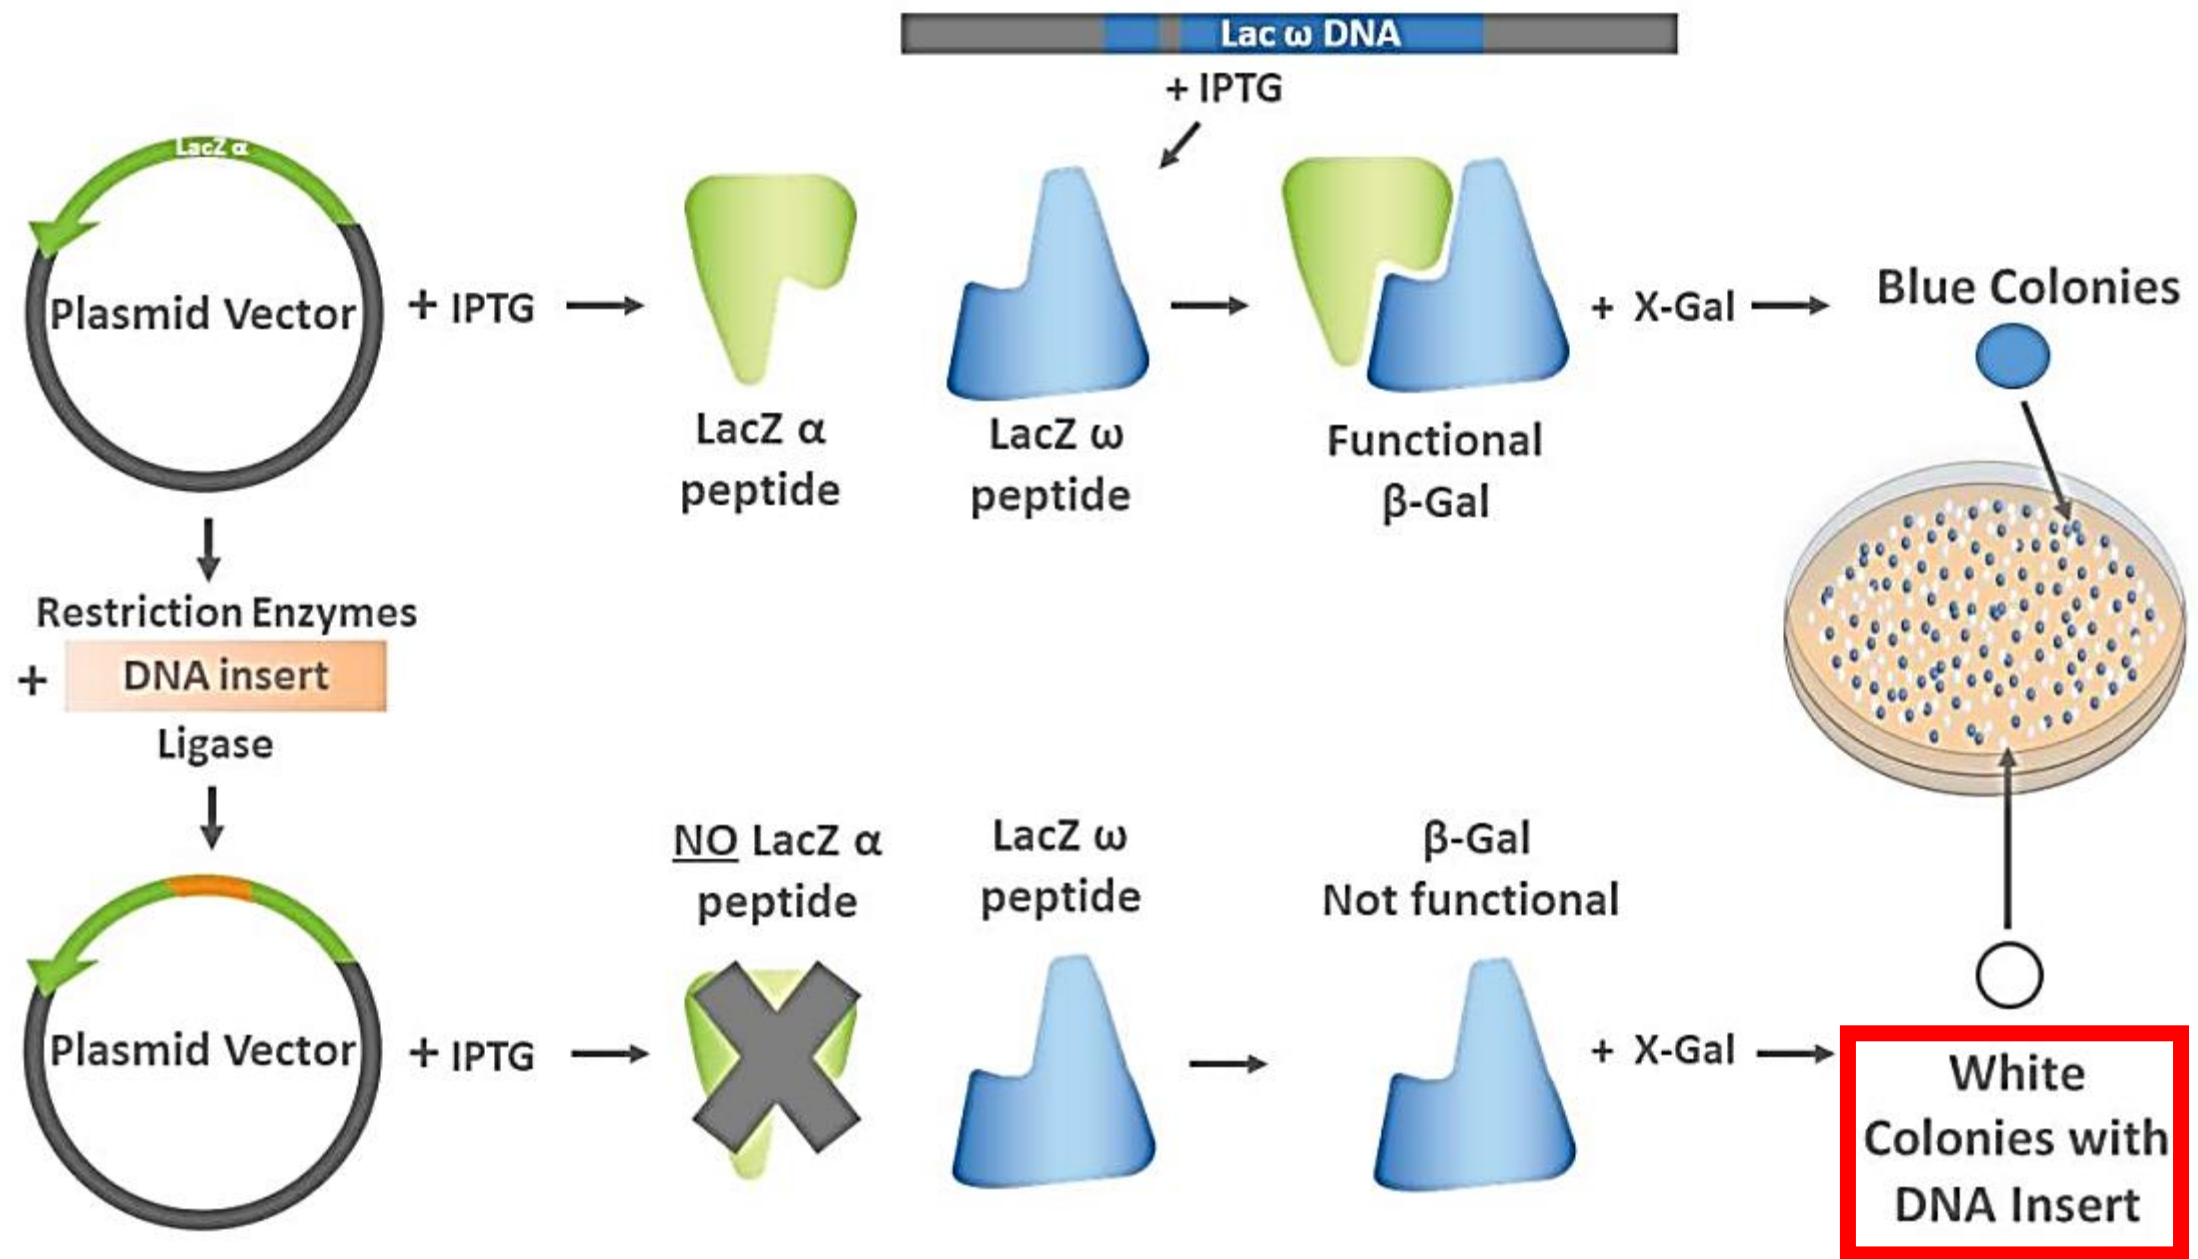 Lac ω DNA
+ IPTG
LacZ α
Plasmid Vector
+ IPTG
LacZ α
peptide
LacZ ω
peptide
Functional
β-Gal
+ X-Gal
Blue Colonies
Restriction Enzymes
+
DNA insert
Ligase
Plasmid Vector
+ IPTG
NO LacZ α
peptide
LacZ ω
peptide
β-Gal
Not functional
+ X-Gal
White
Colonies with
DNA Insert